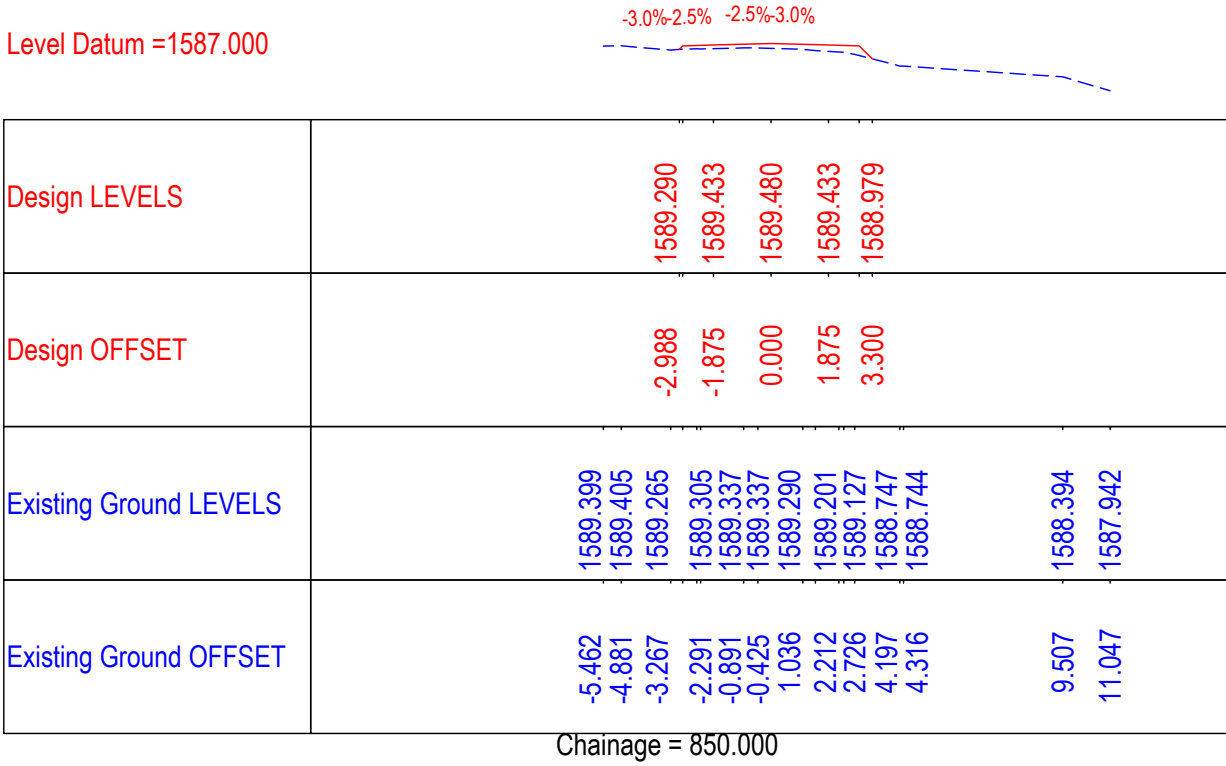 -3.0%-2.5% -2.5%-3.0%
Level Datum =1587.000
Design LEVELS 1589.290 1589.433 1589.480 1589.433 1588.979
Design OFFSET -2.988 -1.875 0.000 1.875 3.300
Existing Ground LEVELS 1589.399 1589.405 1589.265 1589.305 1589.337 1589.337 1589.290 1589.201 1589.127 1588.747 1588.744 1588.394 1587.942
Existing Ground OFFSET -5.462 -4.881 -3.267 -2.291 -0.891 -0.425 1.036 2.212 2.726 4.197 4.316 9.507 11.047
Chainage = 850.000